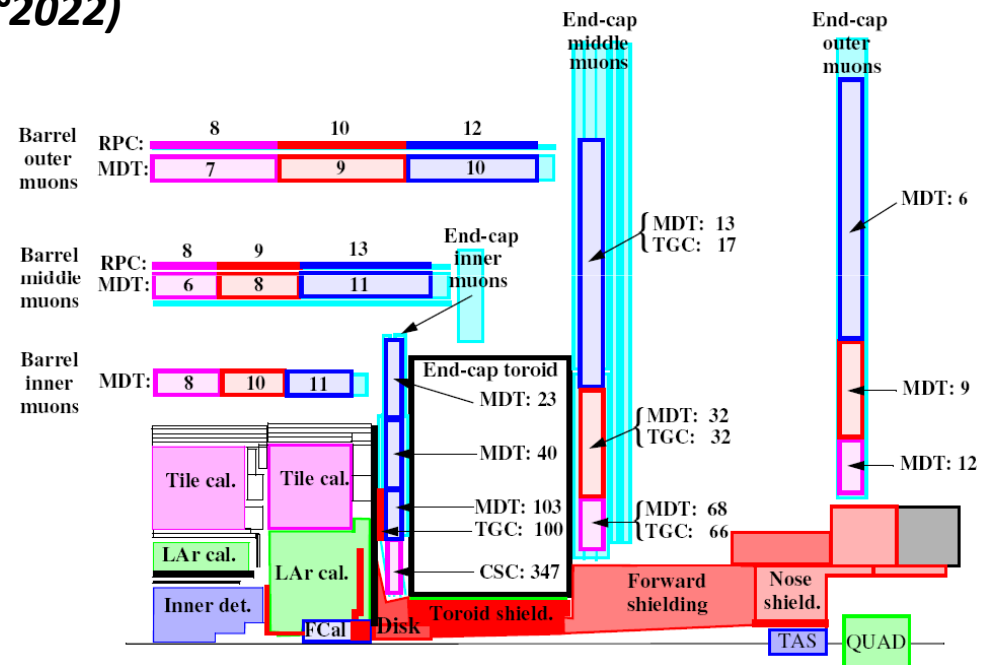 2022)
End-cap
middle
muons
End-cap
outer
muons
Barrel
outer
muons
RPC:
8
10
12
MDT:
7
9
10
Barrel
middle
muons
RPC:
8
9
13
MDT:
6
8
11
End-cap
inner
muons
Barrel
inner
muons
MDT:
8
10
11
MDT: 13
TGC: 17
MDT: 32
TGC: 32
MDT: 68
TGC: 66
MDT: 6
MDT: 9
MDT: 12
End-cap toroid
MDT: 23
MDT: 40
MDT: 103
TGC: 100
CSC: 347
Tile cal.
Tile cal.
LAr cal.
LAr cal.
Inner det.
FCal
Disk
Toroid shield.
Forward
shielding
Nose
shield.
TAS
QUAD